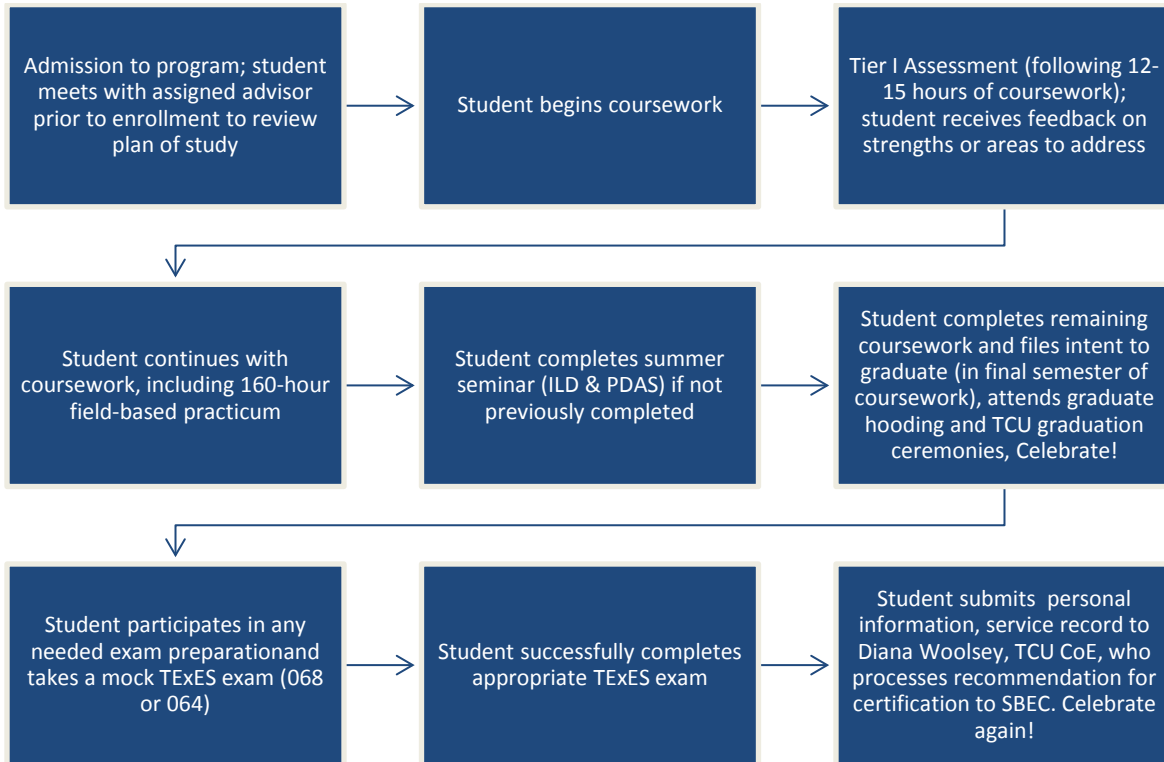 Admission to program; student
meets with assigned advisor
prior to enrollment to review
plan of study
Student begins coursework
Tier I Assessment (following 12-
15 hours of coursework);
student receives feedback on
strengths or areas to address
Student continues with
coursework, including 160-hour
field-based practicum
Student completes summer
seminar (ILD & PDAS) if not
previously completed
Student completes remaining
coursework and files intent to
graduate (in final semester of
coursework), attends graduate
hooding and TCU graduation
ceremonies, Celebrate!
Student participates in any
needed exam preparationand
takes a mock TExES exam (068
or 064)
Student successfully completes
appropriate TExES exam
Student submits  personal
information, service record to
Diana Woolsey, TCU CoE, who
processes recommendation for
certification to SBEC. Celebrate
again!